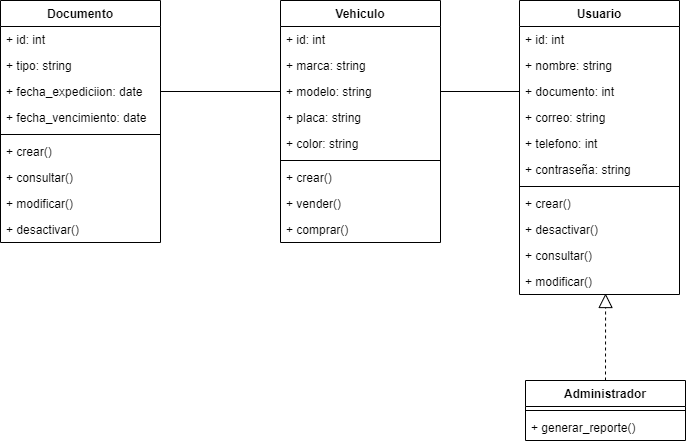 Documento
+ id: int
+ tipo: string
+ fecha_expediciion: date
+ fecha_vencimiento: date
+ crear()
+ consultar()
+ modificar()
+ desactivar()
Vehiculo
+ id: int
+ marca: string
+ modelo: string
+ placa: string
+ color: string
+ crear()
+ vender()
+ comprar()
Usuario
+ id: int
+ nombre: string
+ documento: int
+ correo: string
+ telefono: int
+ contraseña: string
+ crear()
+ desactivar()
+ consultar()
+ modificar()
Administrador
+ generar_reporte()